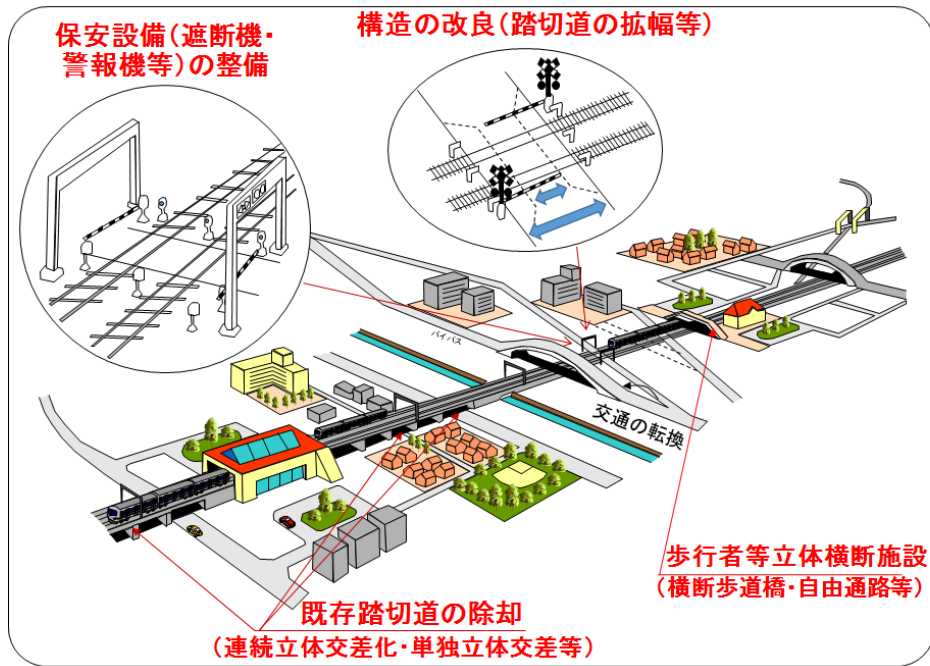 保安設備(遮断機・
警報機等)の整備
構造の改良(踏切道の拡幅等)
バイパス
交通の転換
歩行者等立体横断施設
(横断歩道橋・自由通路等)
既存踏切道の除却
(連続立体交差化・単独立体交差等)